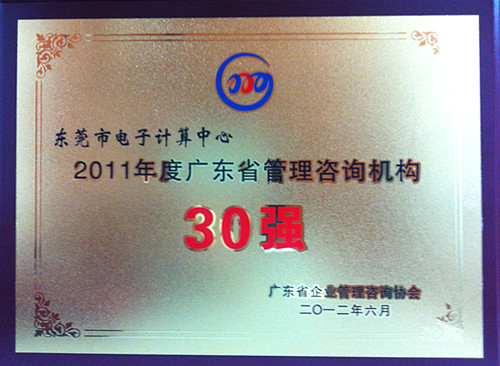 东莞市电子计算中心
2011年度广东省管理咨询机构
30强
广东省企业管理咨询协会
二〇一二年六月